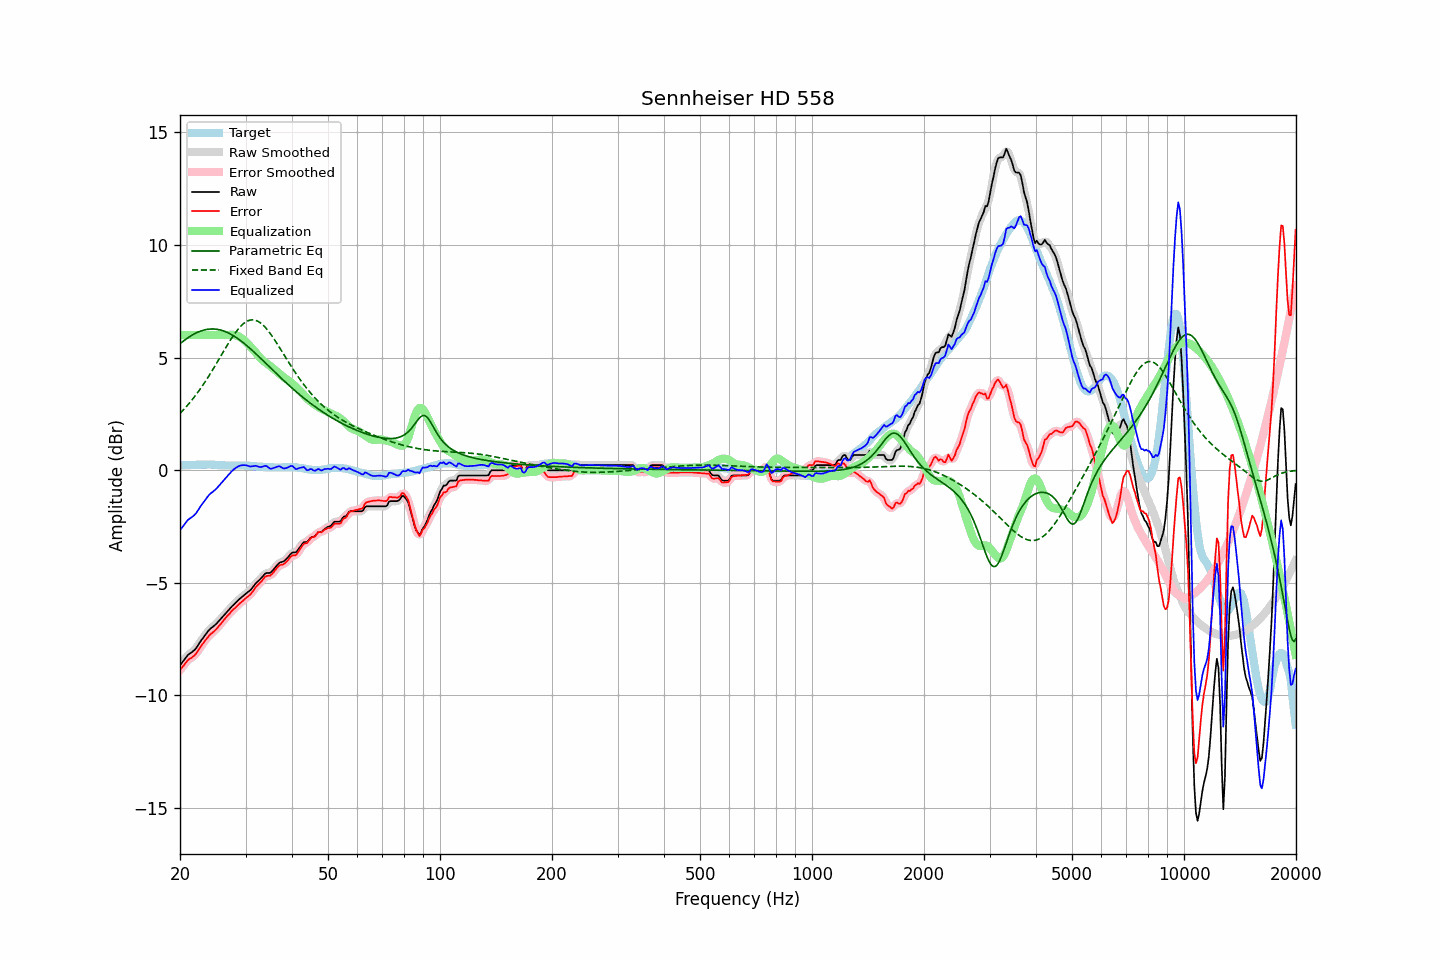 Sennheiser HD 558
Target
Raw Smoothed
Error Smoothed
Raw
Error
Equalization
Parametric Eq
Fixed Band Eq
Equalized
15
10
5
0
−5
−10
−15
Amplitude (dBr)
20
50
100
200
500
1000
2000
5000
10000
20000
Frequency (Hz)